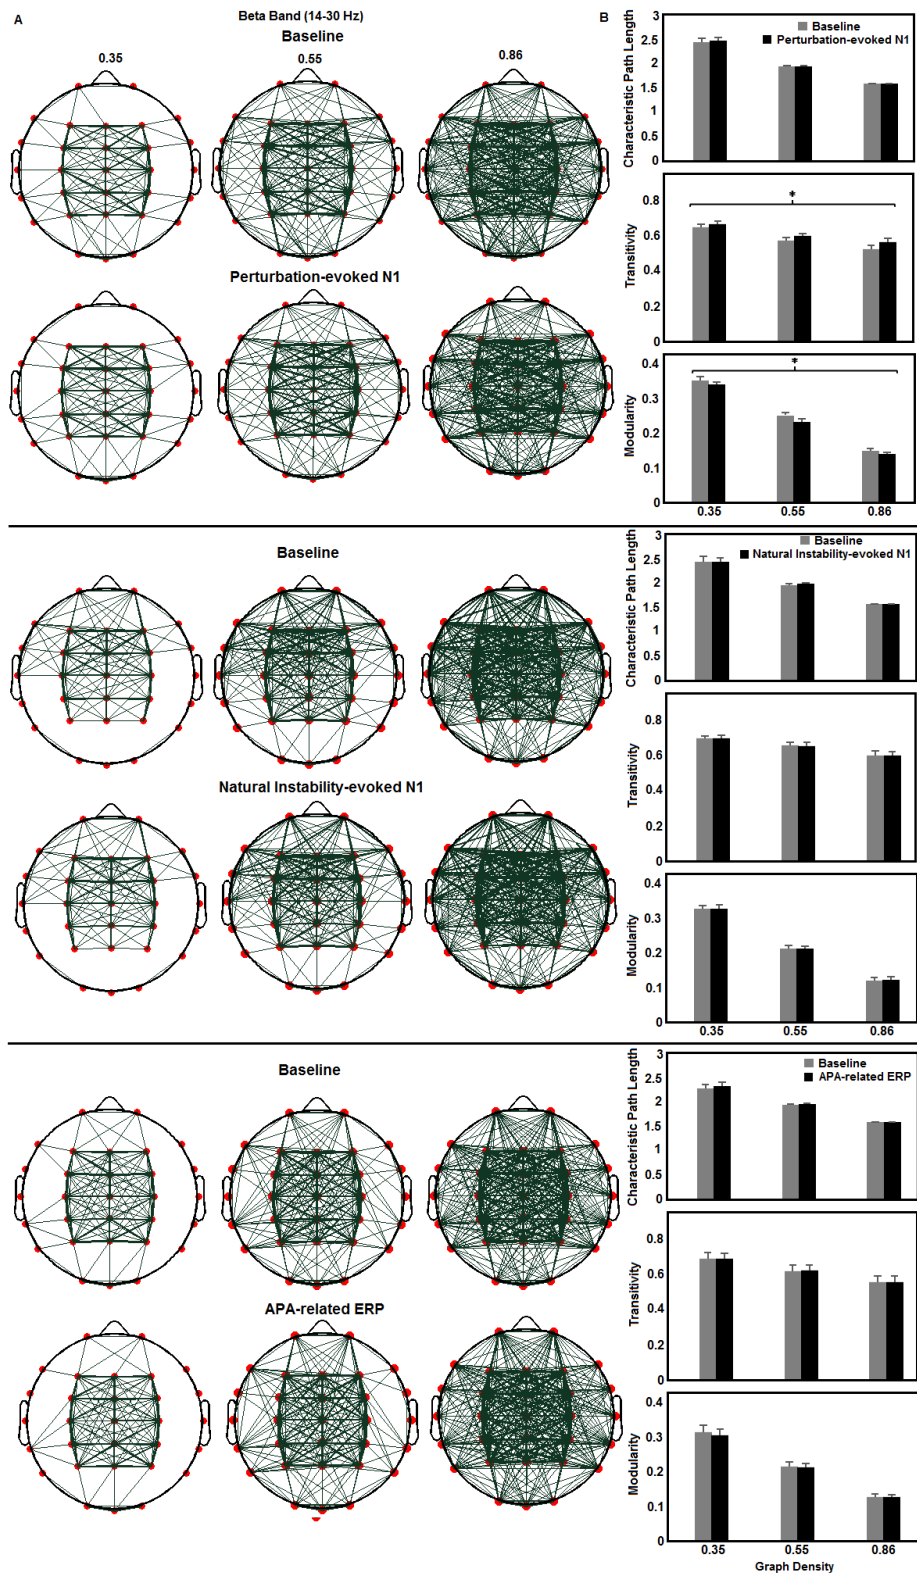 A
Beta Band (14-30 Hz)
B
Baseline
0.35
0.55
0.86
Perturbation-evoked N1
Characteristic Path Length
3
2.5
2
1.5
1
0.5
0
Baseline
Perturbation-evoked N1
Transitivity
0.8
0.6
0.4
0.2
0
*
Modularity
0.4
0.3
0.2
0.1
0
*
0.35
0.55
0.86
Baseline
Natural Instability-evoked N1
Characteristic Path Length
3
2.5
2
1.5
1
0.5
0
Baseline
Natural Instability-evoked N1
Transitivity
0.8
0.6
0.4
0.2
0
Modularity
0.4
0.3
0.2
0.1
0
0.35
0.55
0.86
Baseline
APA-related ERP
Characteristic Path Length
3
2.5
2
1.5
1
0.5
0
Baseline
APA-related ERP
Transitivity
0.8
0.6
0.4
0.2
0
Modularity
0.4
0.3
0.2
0.1
0
0.35
0.55
0.86
Graph Density